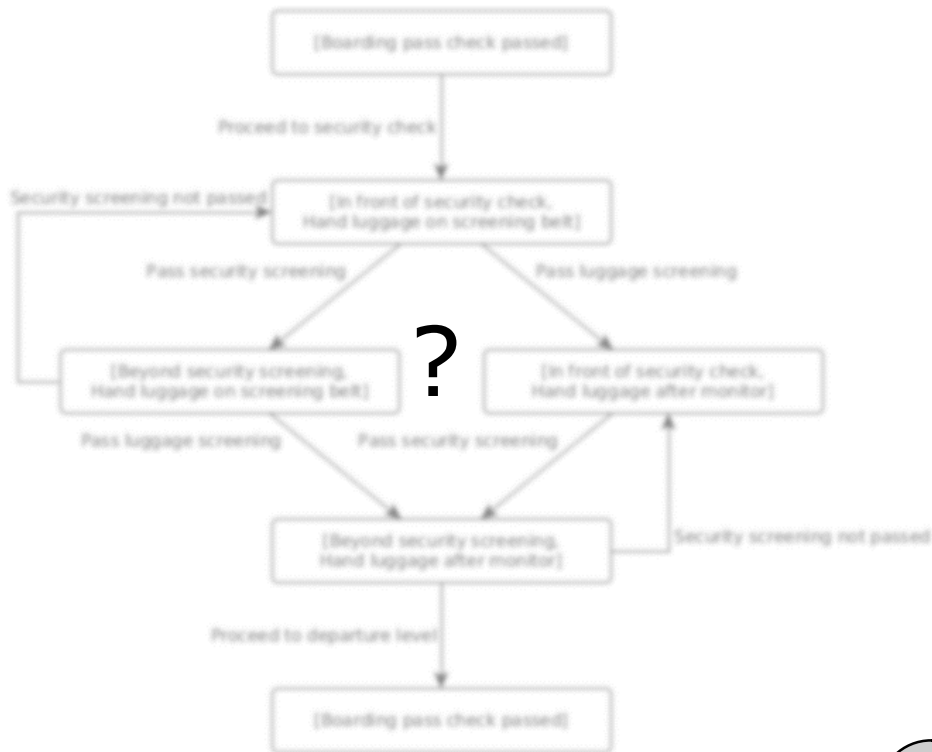 [Boarding pass check passed]
Proceed to security check
Security screening not passed
[In front of security check,
Hand luggage on screening belt]
Pass security screening
Pass luggage screening
?
[Beyond security screening,
Hand luggage on screening belt]
[In front of security check,
Hand luggage after monitor]
Pass luggage screening
Pass security screening
[Beyond security screening,
Hand luggage after monitor]
Security screening not passed
Proceed to departure level
[Boarding pass check passed]